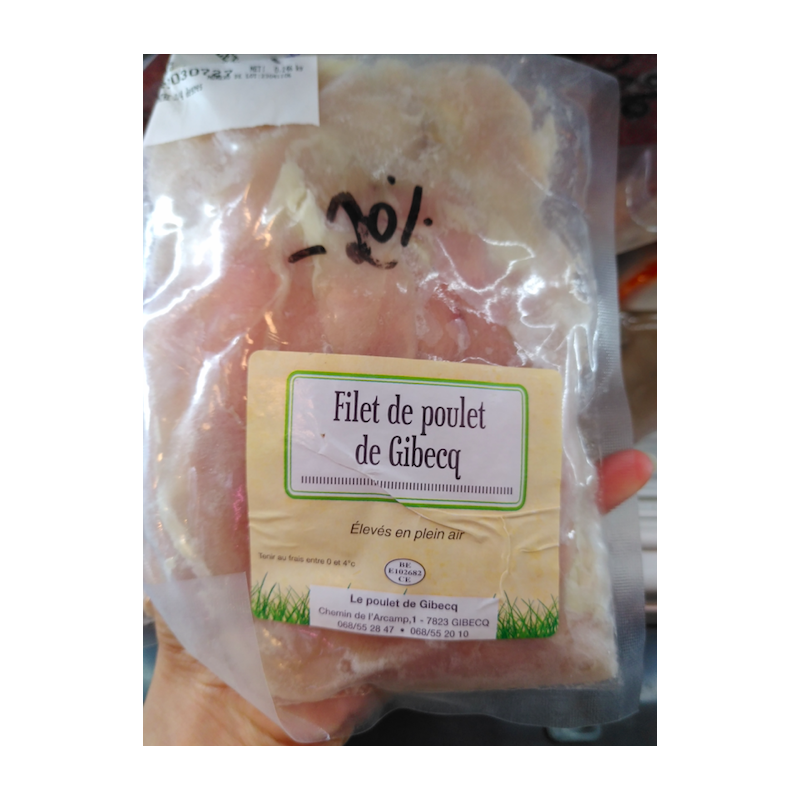 -20%
Filet de poulet
de Gibecq
Élevés en plein air
Tenir au frais entre 0 et 4°c
BE
E102682
CE
Le poulet de Gibecq
Chemin de l'Arcamp,1 - 7823 GIBECQ
068/55 28 47 • 068/55 20 10